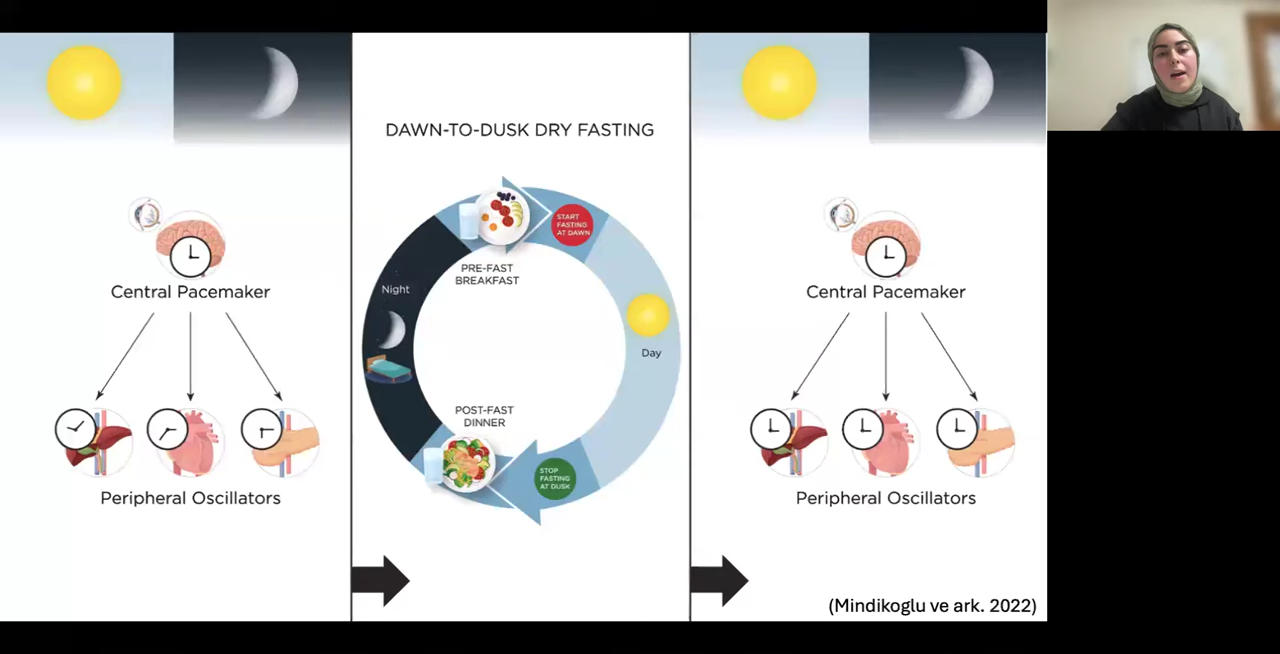 Central Pacemaker
Peripheral Oscillators
DAWN-TO-DUSK DRY FASTING
START
FASTING
AT DAWN
PRE-FAST
BREAKFAST
Night
Day
POST-FAST
DINNER
STOP
FASTING
AT DUSK
Central Pacemaker
Peripheral Oscillators
(Mindikoglu ve ark. 2022)